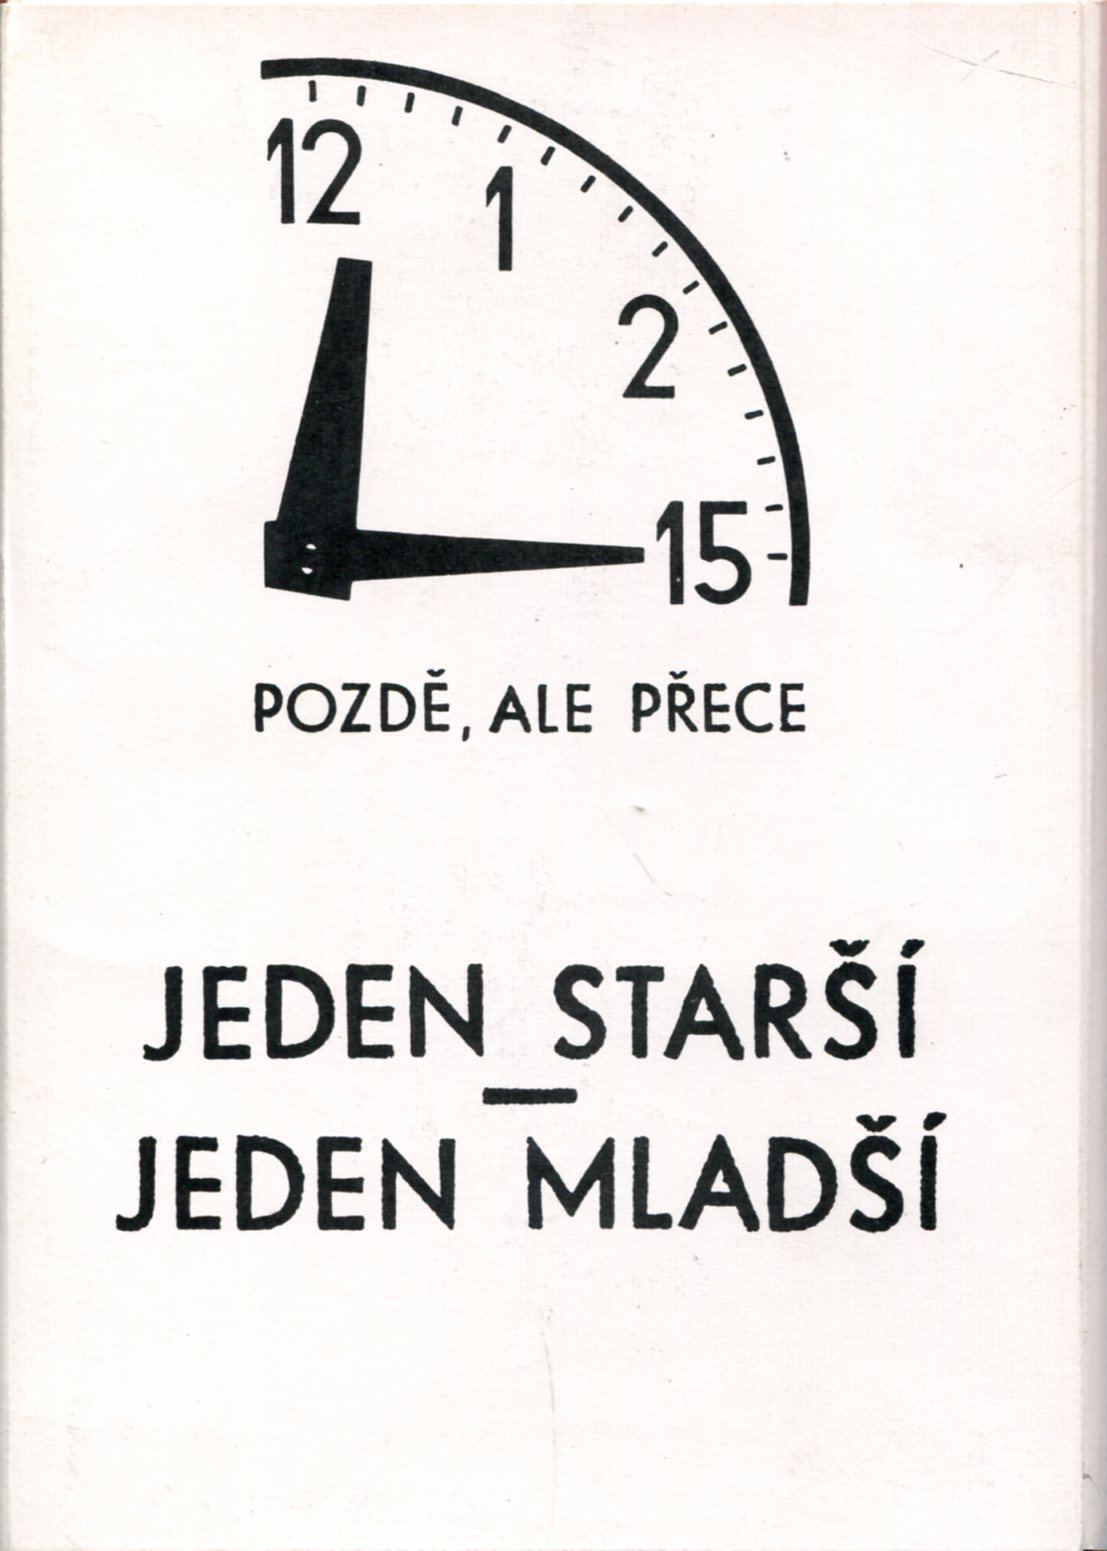 12
1
2
15
POZDĚ, ALE PŘECE
JEDEN STARŠÍ
—
JEDEN MLADŠÍ